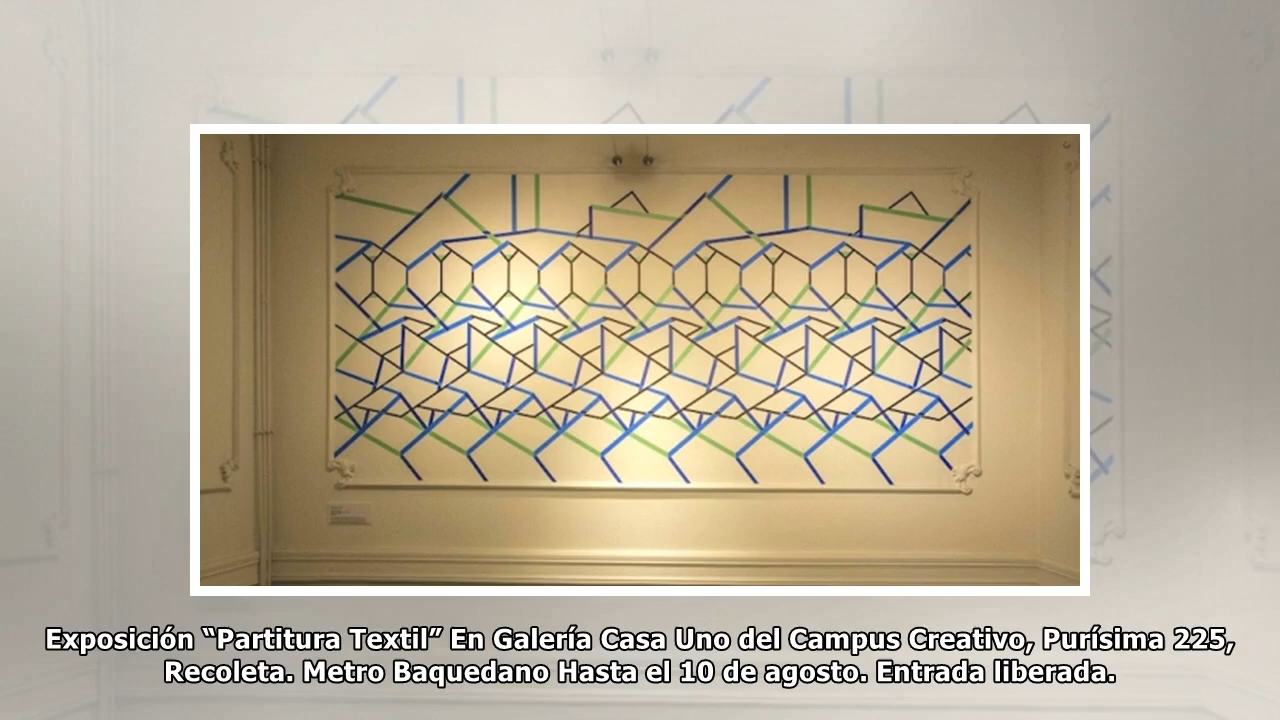 Exposición “Partitura Textil” En Galería Casa Uno del Campus Creativo, Purísima 225,
Recoleta. Metro Baquedano Hasta el 10 de agosto. Entrada liberada.